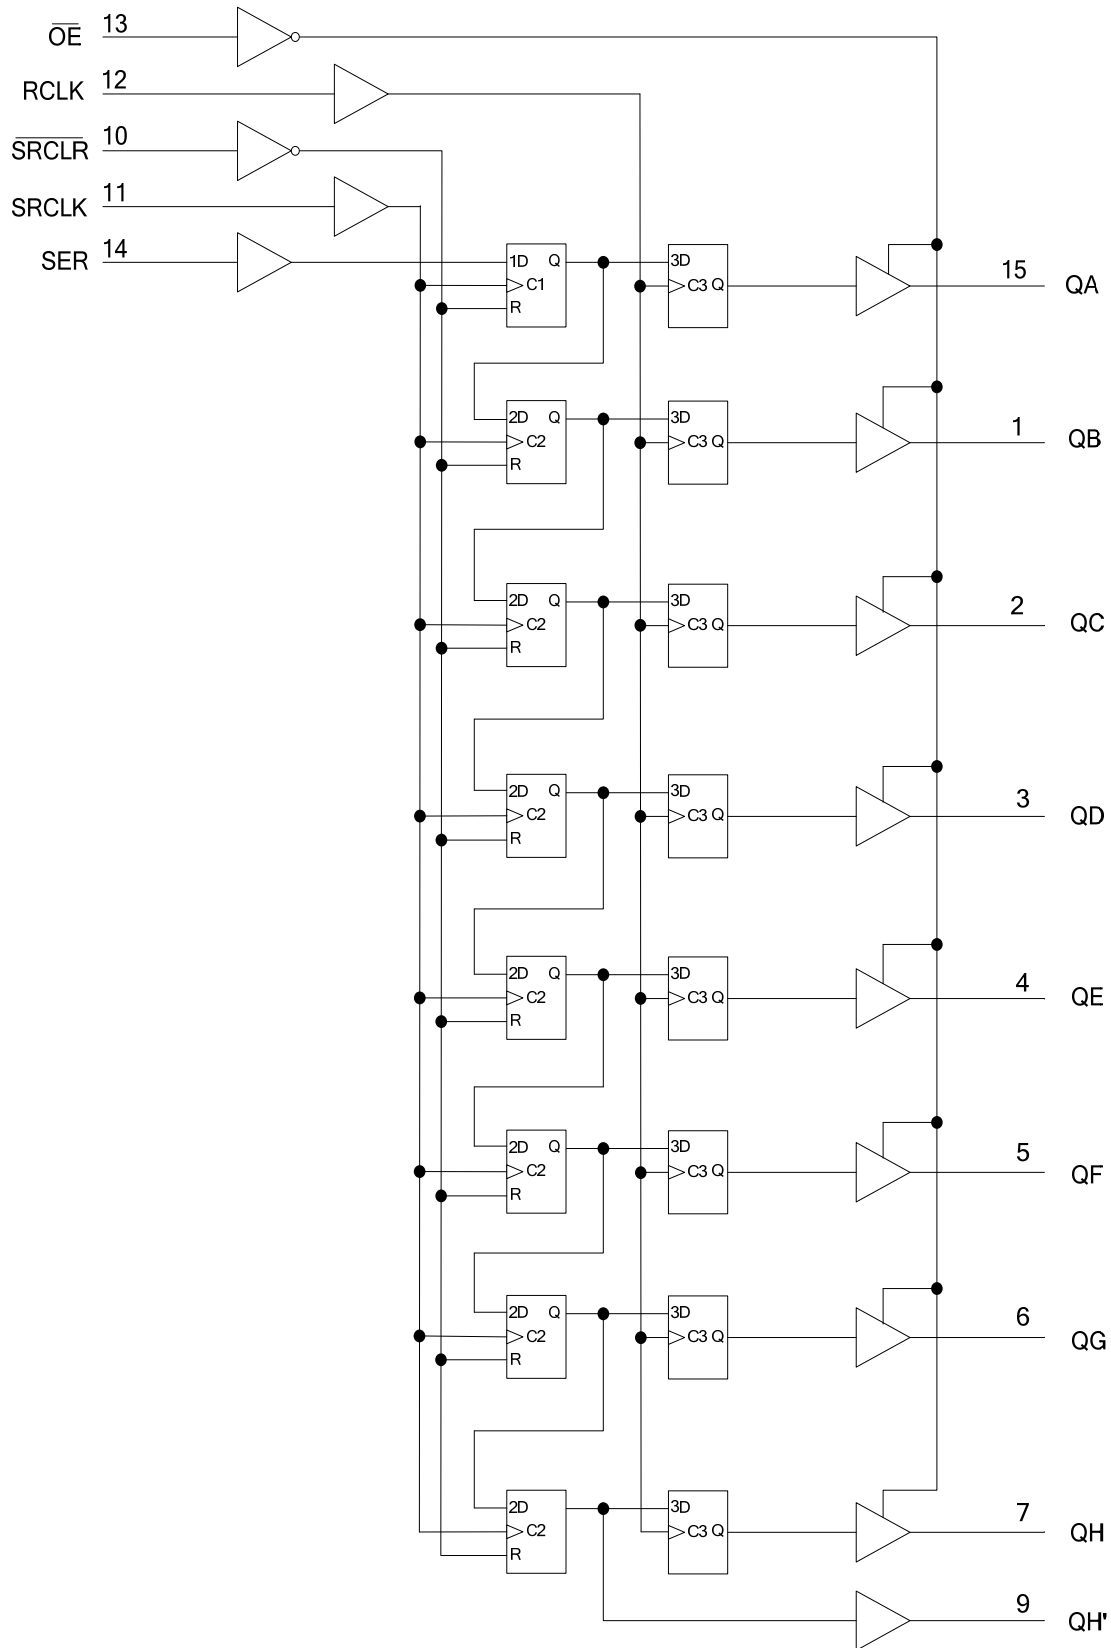 OE 13
RCLK 12
SRCLR 10
SRCLK 11
SER 14
1D Q 3D
C1 C3 Q 15 QA
R
2D Q 3D
C2 C3 Q 1 QB
R
2D Q 3D
C2 C3 Q 2 QC
R
2D Q 3D
C2 C3 Q 3 QD
R
2D Q 3D
C2 C3 Q 4 QE
R
2D Q 3D
C2 C3 Q 5 QF
R
2D Q 3D
C2 C3 Q 6 QG
R
2D 3D
C2 C3 Q 7 QH
R
9 QH'